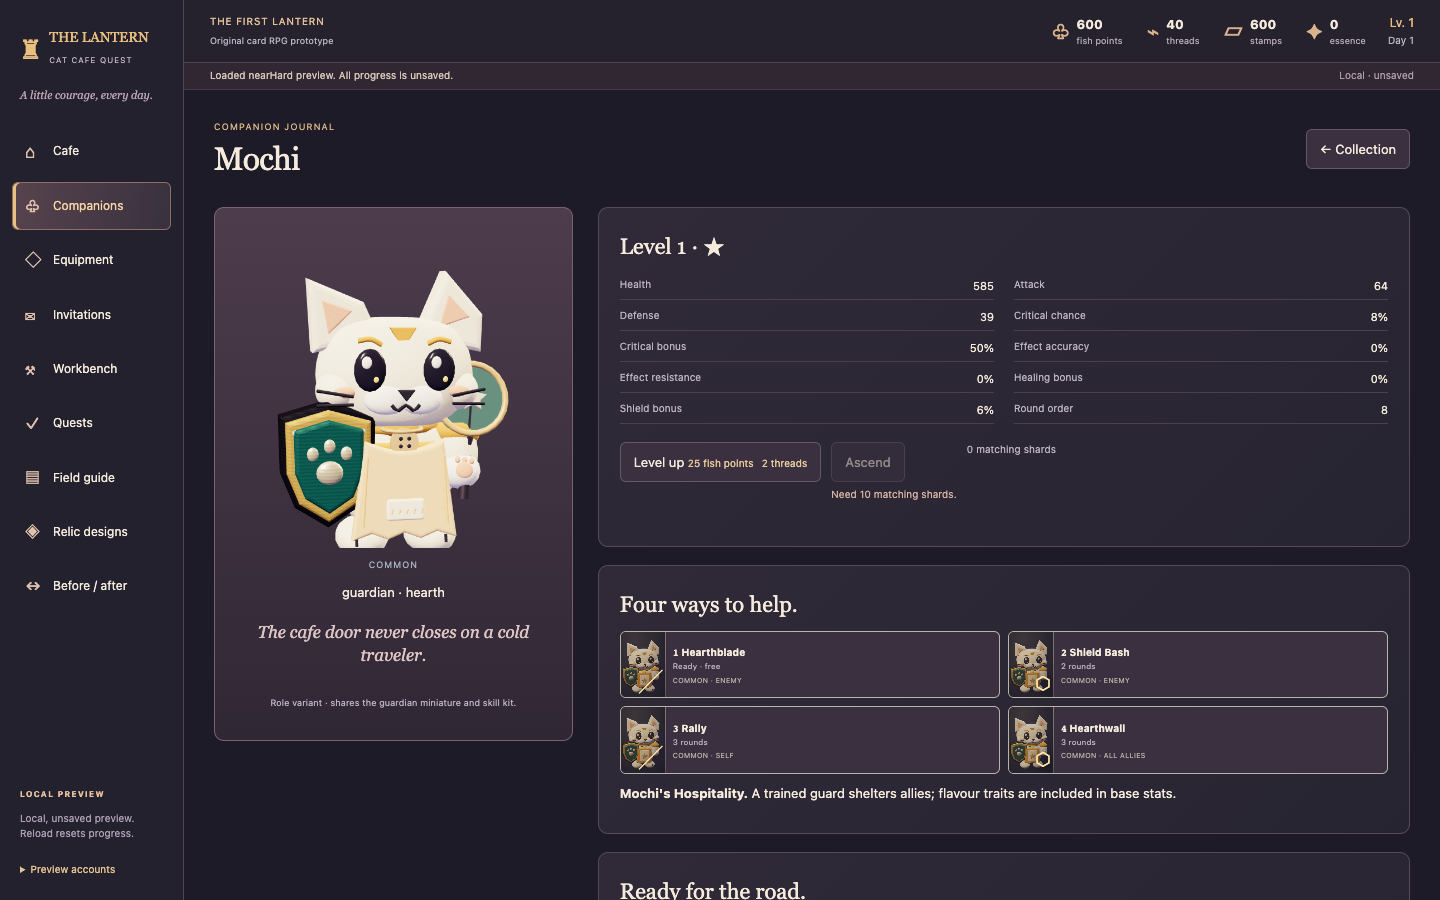 THE LANTERN
CAT CAFE QUEST
A little courage, every day.
Cafe
Companions
Equipment
Invitations
Workbench
Quests
Field guide
Relic designs
Before / after
LOCAL PREVIEW
Local, unsaved preview.
Reload resets progress.
Preview accounts
THE FIRST LANTERN
Original card RPG prototype
600 fish points
40 threads
600 stamps
0 essence
Lv. 1
Day 1
Loaded nearHard preview. All progress is unsaved.
Local · unsaved
COMPANION JOURNAL
Mochi
← Collection
COMMON
guardian · hearth
The cafe door never closes on a cold
traveler.
Role variant · shares the guardian miniature and skill kit.
Level 1 · ★
Health 585
Attack 64
Defense 39
Critical chance 8%
Critical bonus 50%
Effect accuracy 0%
Effect resistance 0%
Healing bonus 0%
Shield bonus 6%
Round order 8
Level up 25 fish points 2 threads
Ascend
Need 10 matching shards.
0 matching shards
Four ways to help.
1 Hearthblade
Ready · free
COMMON · ENEMY
2 Shield Bash
2 rounds
COMMON · ENEMY
3 Rally
3 rounds
COMMON · SELF
4 Hearthwall
3 rounds
COMMON · ALL ALLIES
Mochi's Hospitality. A trained guard shelters allies; flavour traits are included in base stats.
Ready for the road.